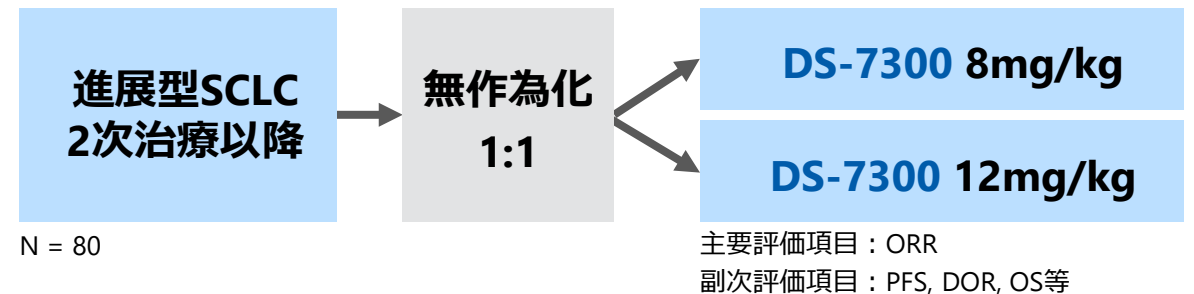 進展型SCLC
2次治療以降
N = 80
無作為化
1:1
DS-7300 8mg/kg
DS-7300 12mg/kg
主要評価項目：ORR
副次評価項目：PFS, DOR, OS等